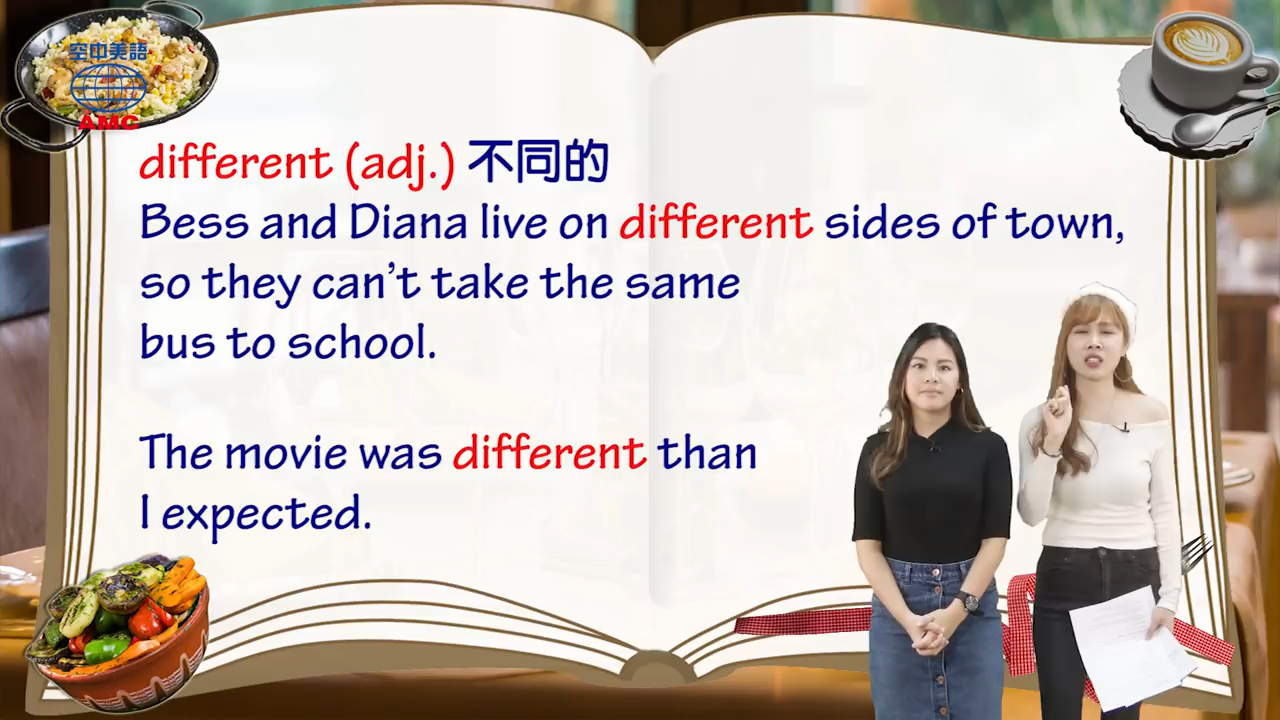 空中美語
AMC
different (adj.) 不同的
Bess and Diana live on different sides of town,
so they can't take the same
bus to school.
The movie was different than
I expected.